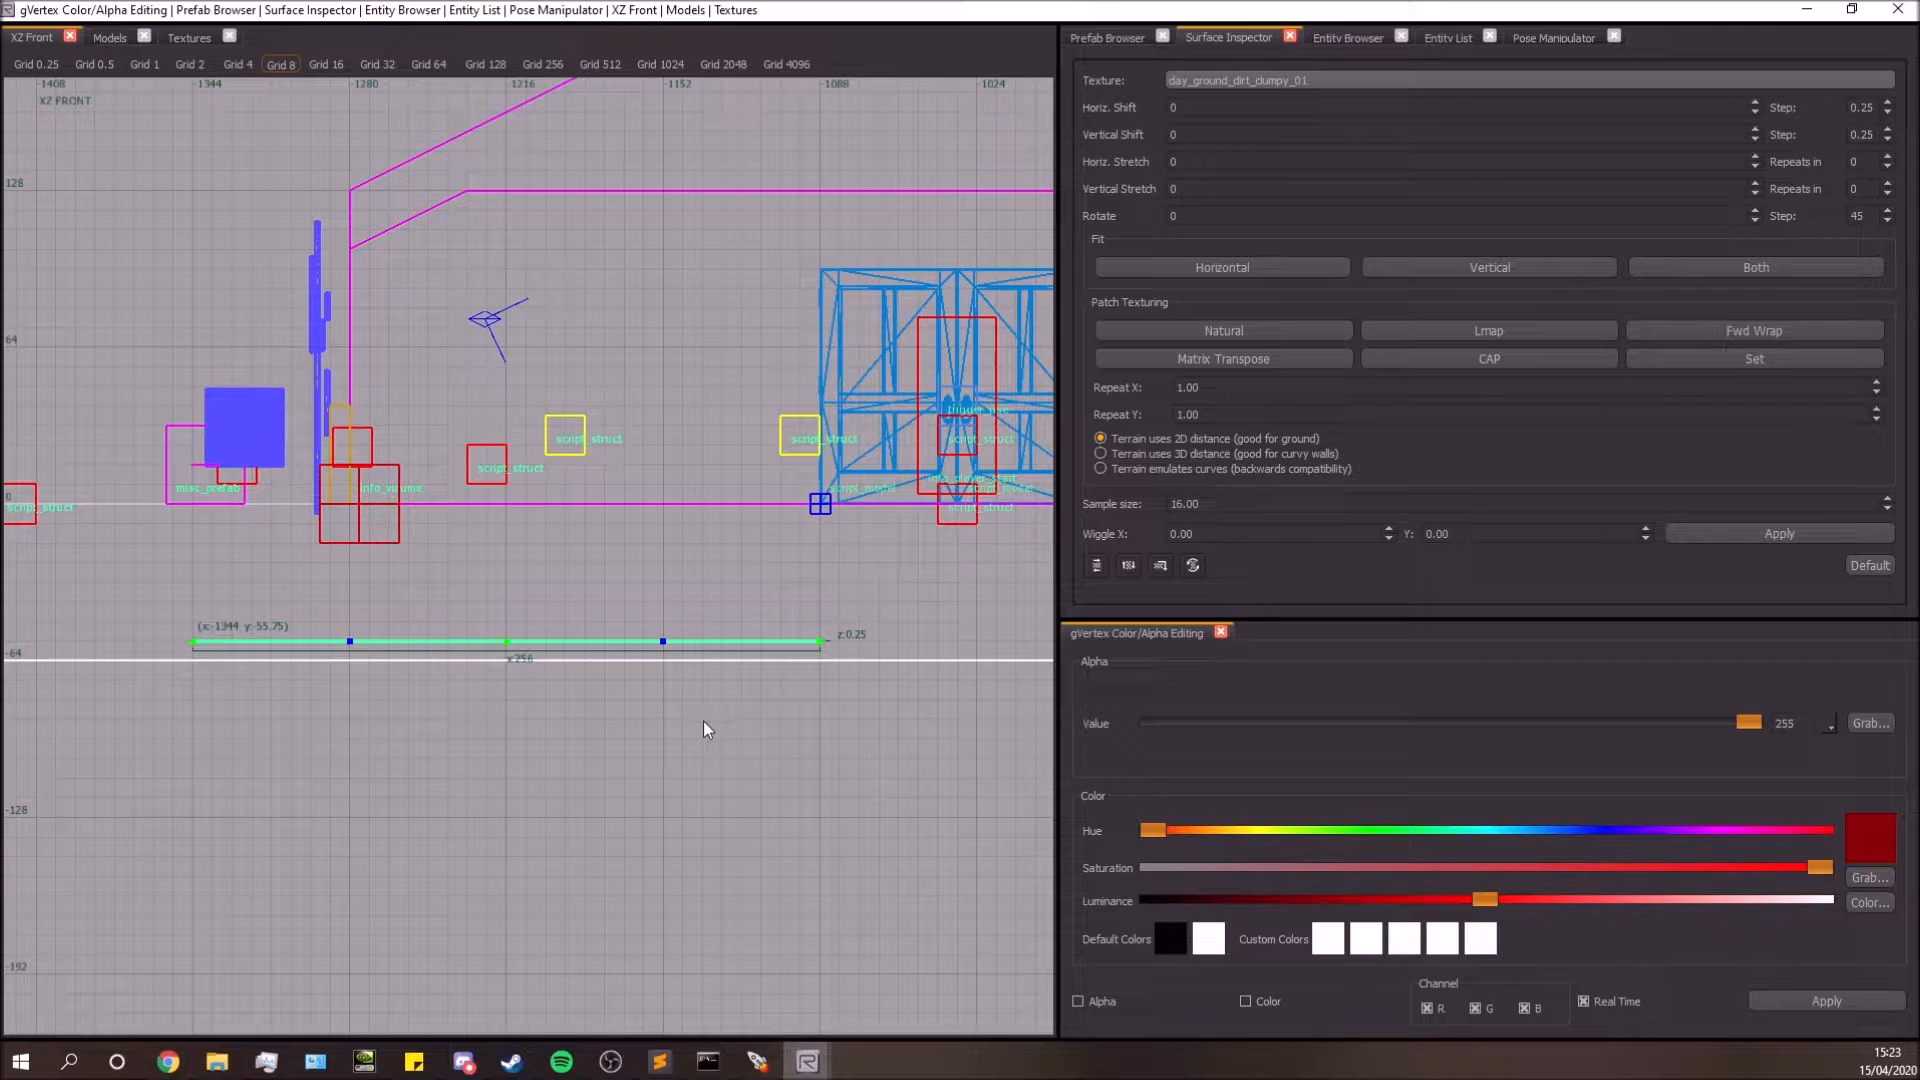 gVertex Color/Alpha Editing | Prefab Browser | Surface Inspector | Entity Browser | Entity List | Pose Manipulator | XZ Front | Models | Textures
XZ Front Models Textures
Grid 0.25 Grid 0.5 Grid 1 Grid 2 Grid 4 Grid 8 Grid 16 Grid 32 Grid 64 Grid 128 Grid 256 Grid 512 Grid 1024 Grid 2048 Grid 4096
-1408 -1344 -1280 -1216 -1152 -1088 -1024
XZ FRONT
128
64
script_struct script_struct script_struct
script_struct
misc_prefab info_volume info_player_start
script_model script_model
0
script_struct script_struct
(x:-1344 y:-55.75)
z:0.25
-64
x:256
-128
-192
Prefab Browser Surface Inspector Entity Browser Entity List Pose Manipulator
Texture: day_ground_dirt_clumpy_01
Horiz. Shift 0 Step: 0.25
Vertical Shift 0 Step: 0.25
Horiz. Stretch 0 Repeats in 0
Vertical Stretch 0 Repeats in 0
Rotate 0 Step: 45
Fit
Horizontal Vertical Both
Patch Texturing
Natural Lmap Fwd Wrap
Matrix Transpose CAP Set
Repeat X: 1.00
Repeat Y: 1.00
Terrain uses 2D distance (good for ground)
Terrain uses 3D distance (good for curvy walls)
Terrain emulates curves (backwards compatibility)
Sample size: 16.00
Wiggle X: 0.00 Y: 0.00 Apply
Default
gVertex Color/Alpha Editing
Alpha
Value 255 Grab...
Color
Hue
Saturation
Grab...
Luminance
Color...
Default Colors Custom Colors
Channel
Alpha Color R G B Real Time Apply
15:23
15/04/2020